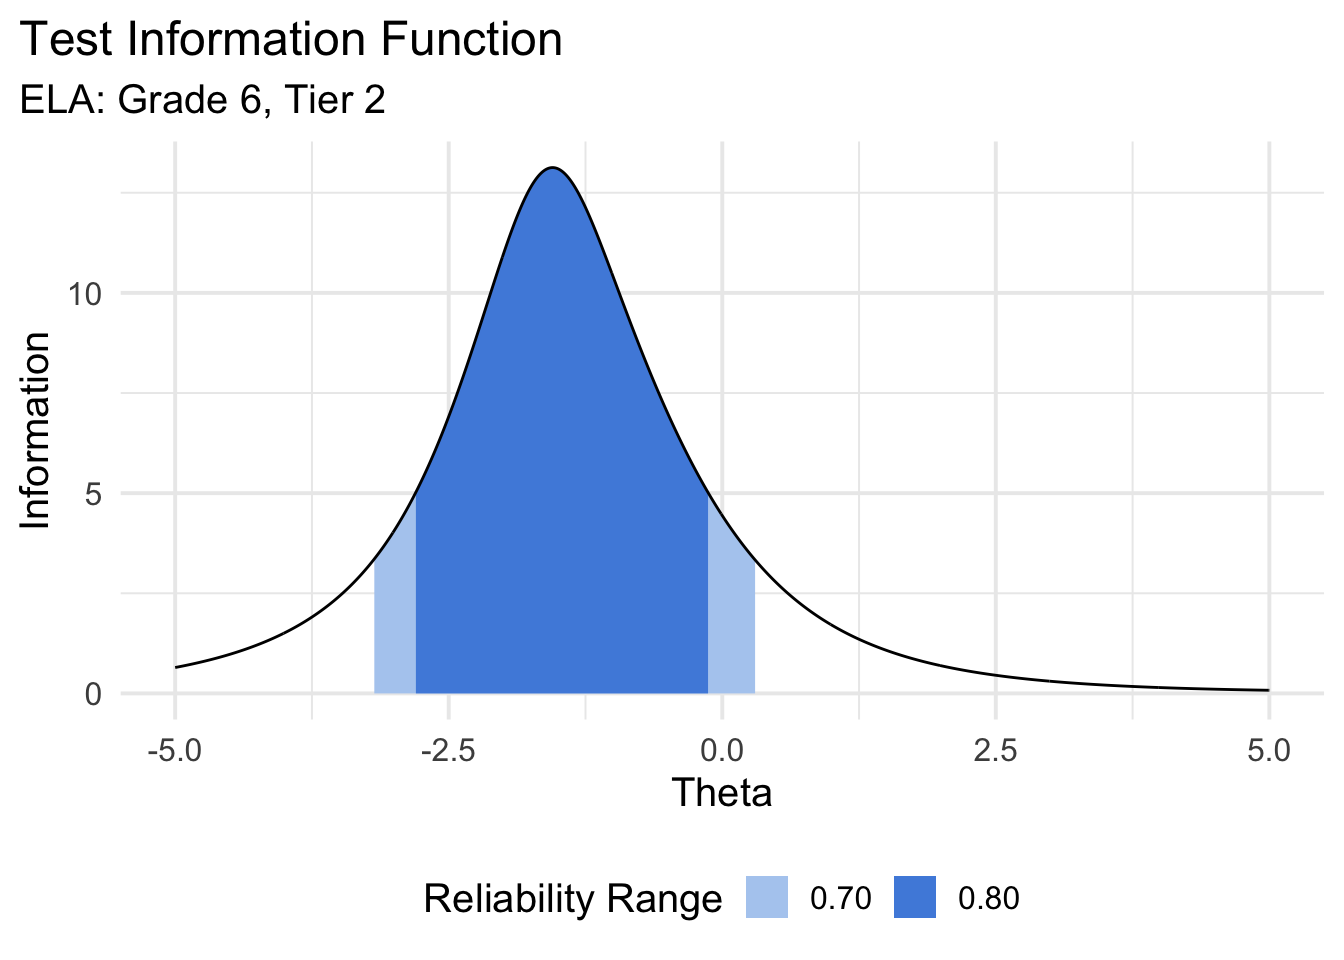 Test Information Function
ELA: Grade 6, Tier 2
Information
10
5
0
-5.0 -2.5 0.0 2.5 5.0
Theta
Reliability Range 0.70 0.80